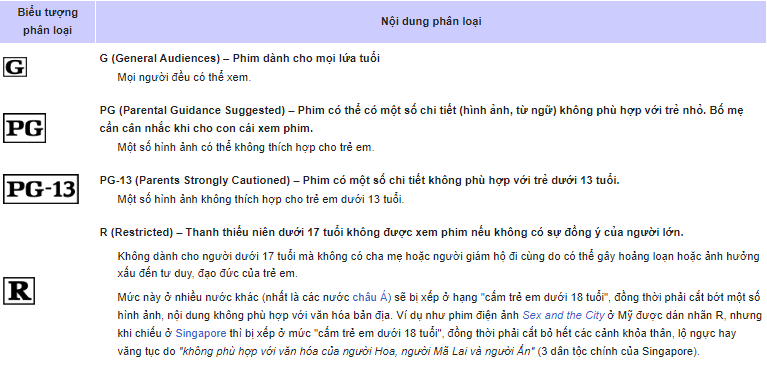 Biểu tượng
phân loại
Nội dung phân loại
G
G (General Audiences) – Phim dành cho mọi lứa tuổi
Mọi người đều có thể xem.
PG
PG (Parental Guidance Suggested) – Phim có thể có một số chi tiết (hình ảnh, từ ngữ) không phù hợp với trẻ nhỏ. Bố mẹ
cần cân nhắc khi cho con cái xem phim.
Một số hình ảnh có thể không thích hợp cho trẻ em.
PG-13
PG-13 (Parents Strongly Cautioned) – Phim có một số chi tiết không phù hợp với trẻ dưới 13 tuổi.
Một số hình ảnh không thích hợp cho trẻ em dưới 13 tuổi.
R
R (Restricted) – Thanh thiếu niên dưới 17 tuổi không được xem phim nếu không có sự đồng ý của người lớn.
Không dành cho người dưới 17 tuổi mà không có cha mẹ hoặc người giám hộ đi cùng do có thể gây hoảng loạn hoặc ảnh hưởng
xấu đến tư duy, đạo đức của trẻ em.
Mức này ở nhiều nước khác (nhất là các nước châu Á) sẽ bị xếp ở hạng "cấm trẻ em dưới 18 tuổi", đồng thời phải cắt bớt một số
hình ảnh, nội dung không phù hợp với văn hóa bản địa. Ví dụ như phim điện ảnh Sex and the City ở Mỹ được dán nhãn R, nhưng
khi chiếu ở Singapore thì bị xếp ở mức "cấm trẻ em dưới 18 tuổi", đồng thời phải cắt bỏ hết các cảnh khỏa thân, lộ ngực hay
văng tục do "không phù hợp với văn hóa của người Hoa, người Mã Lai và người Ấn" (3 dân tộc chính của Singapore).